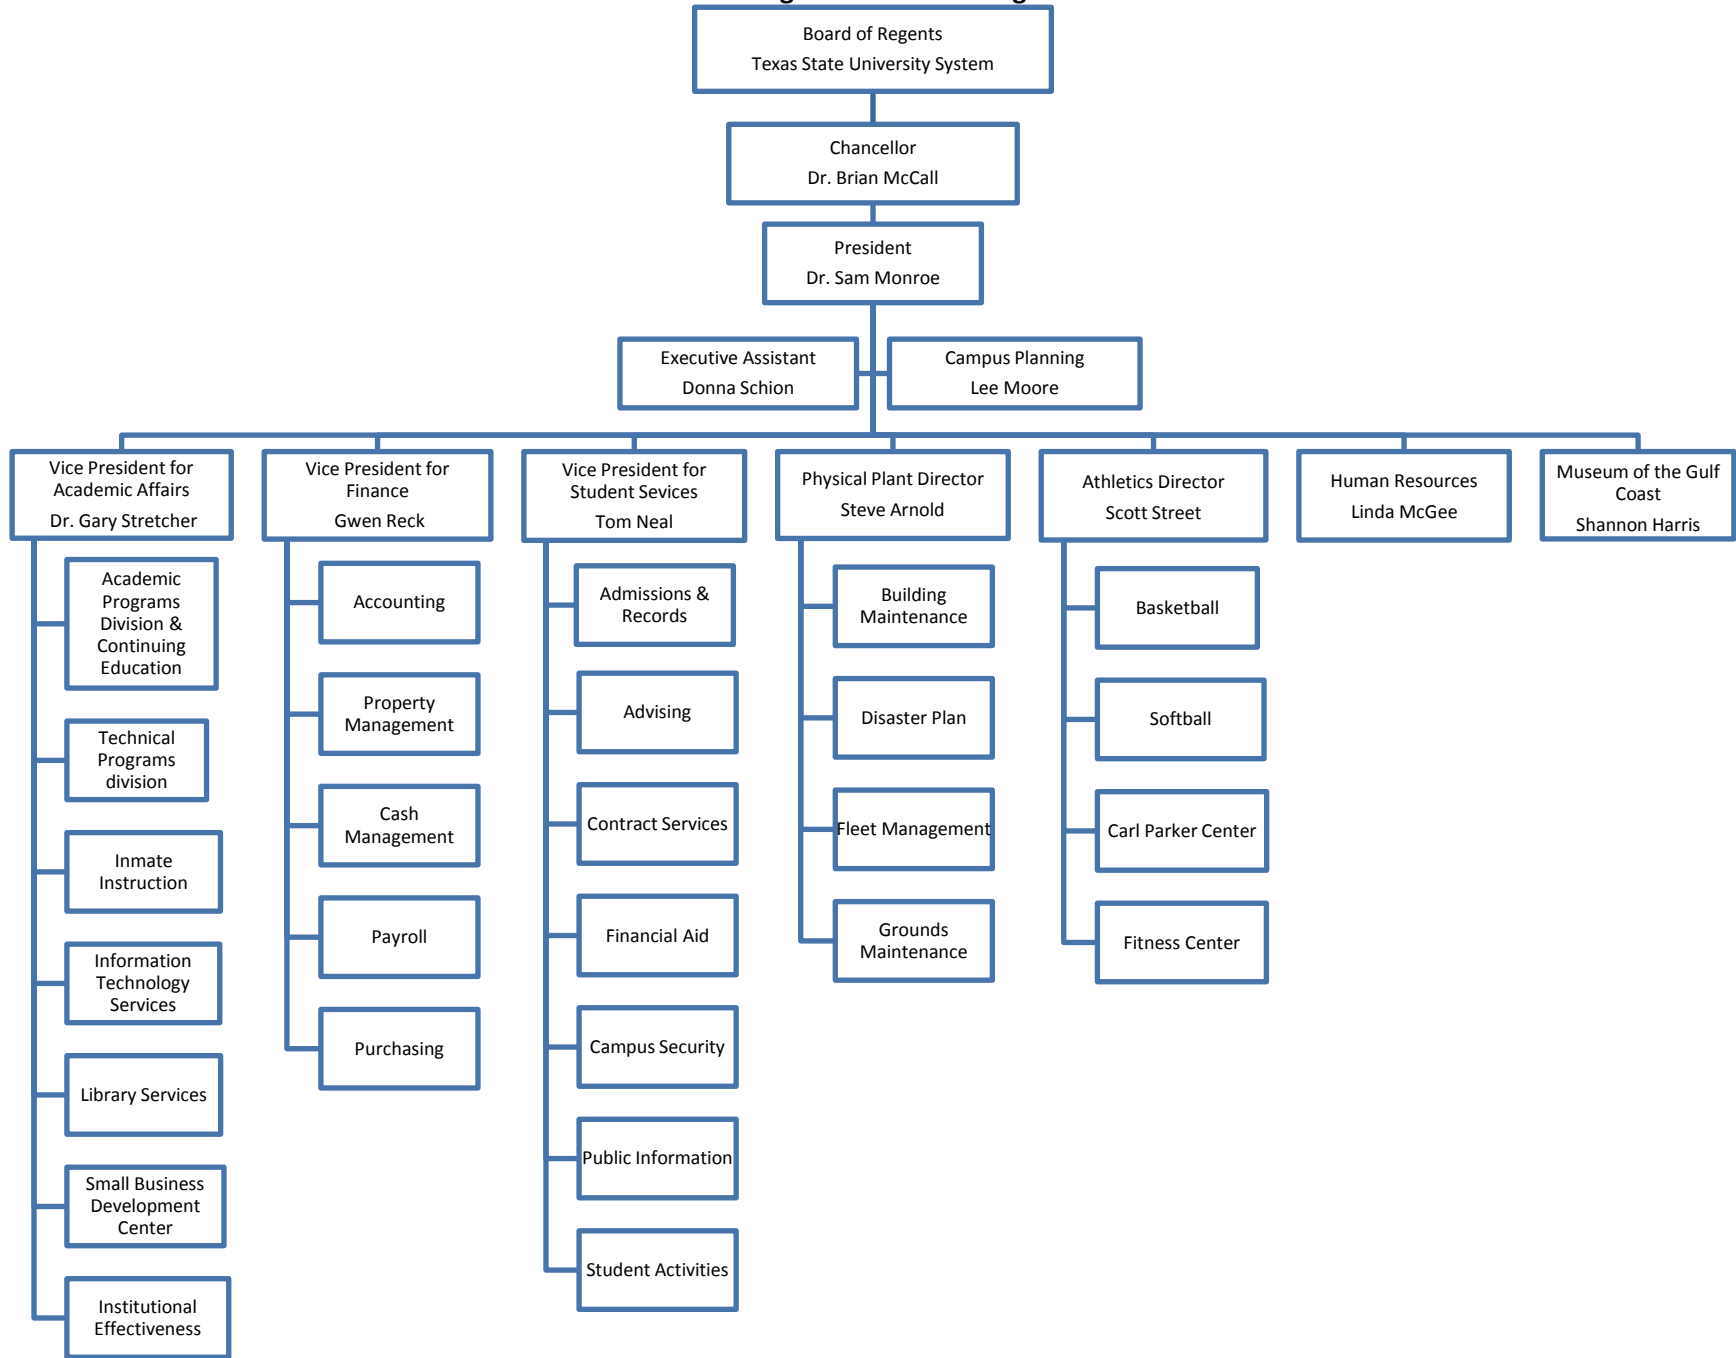 Board of Regents
Texas State University System
Chancellor
Dr. Brian McCall
President
Dr. Sam Monroe
Executive Assistant
Donna Schion
Campus Planning
Lee Moore
Vice President for
Academic Affairs
Dr. Gary Stretcher
Vice President for
Finance
Gwen Reck
Vice President for
Student Sevices
Tom Neal
Physical Plant Director
Steve Arnold
Athletics Director
Scott Street
Human Resources
Linda McGee
Museum of the Gulf
Coast
Shannon Harris
Academic
Programs
Division &
Continuing
Education
Technical
Programs
division
Inmate
Instruction
Information
Technology
Services
Library Services
Small Business
Development
Center
Institutional
Effectiveness
Accounting
Property
Management
Cash
Management
Payroll
Purchasing
Admissions &
Records
Advising
Contract Services
Financial Aid
Campus Security
Public Information
Student Activities
Building
Maintenance
Disaster Plan
Fleet Management
Grounds
Maintenance
Basketball
Softball
Carl Parker Center
Fitness Center